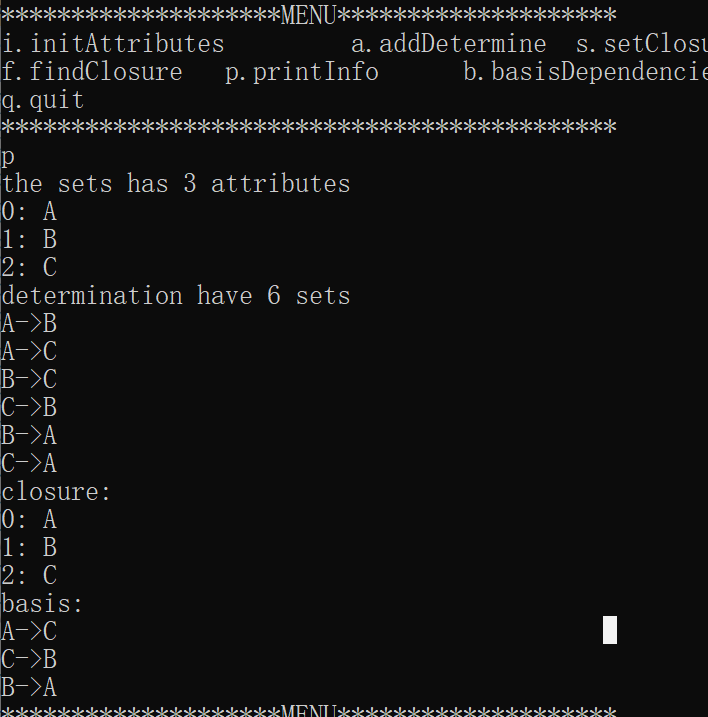 ********************MENU********************
i.initAttributes a.addDetermine s.setClosu
f.findClosure p.printInfo b.basisDependencie
q.quit
********************************************
p
the sets has 3 attributes
0: A
1: B
2: C
determination have 6 sets
A->B
A->C
B->C
C->B
B->A
C->A
closure:
0: A
1: B
2: C
basis:
A->C
C->B
B->A
********************MENU********************